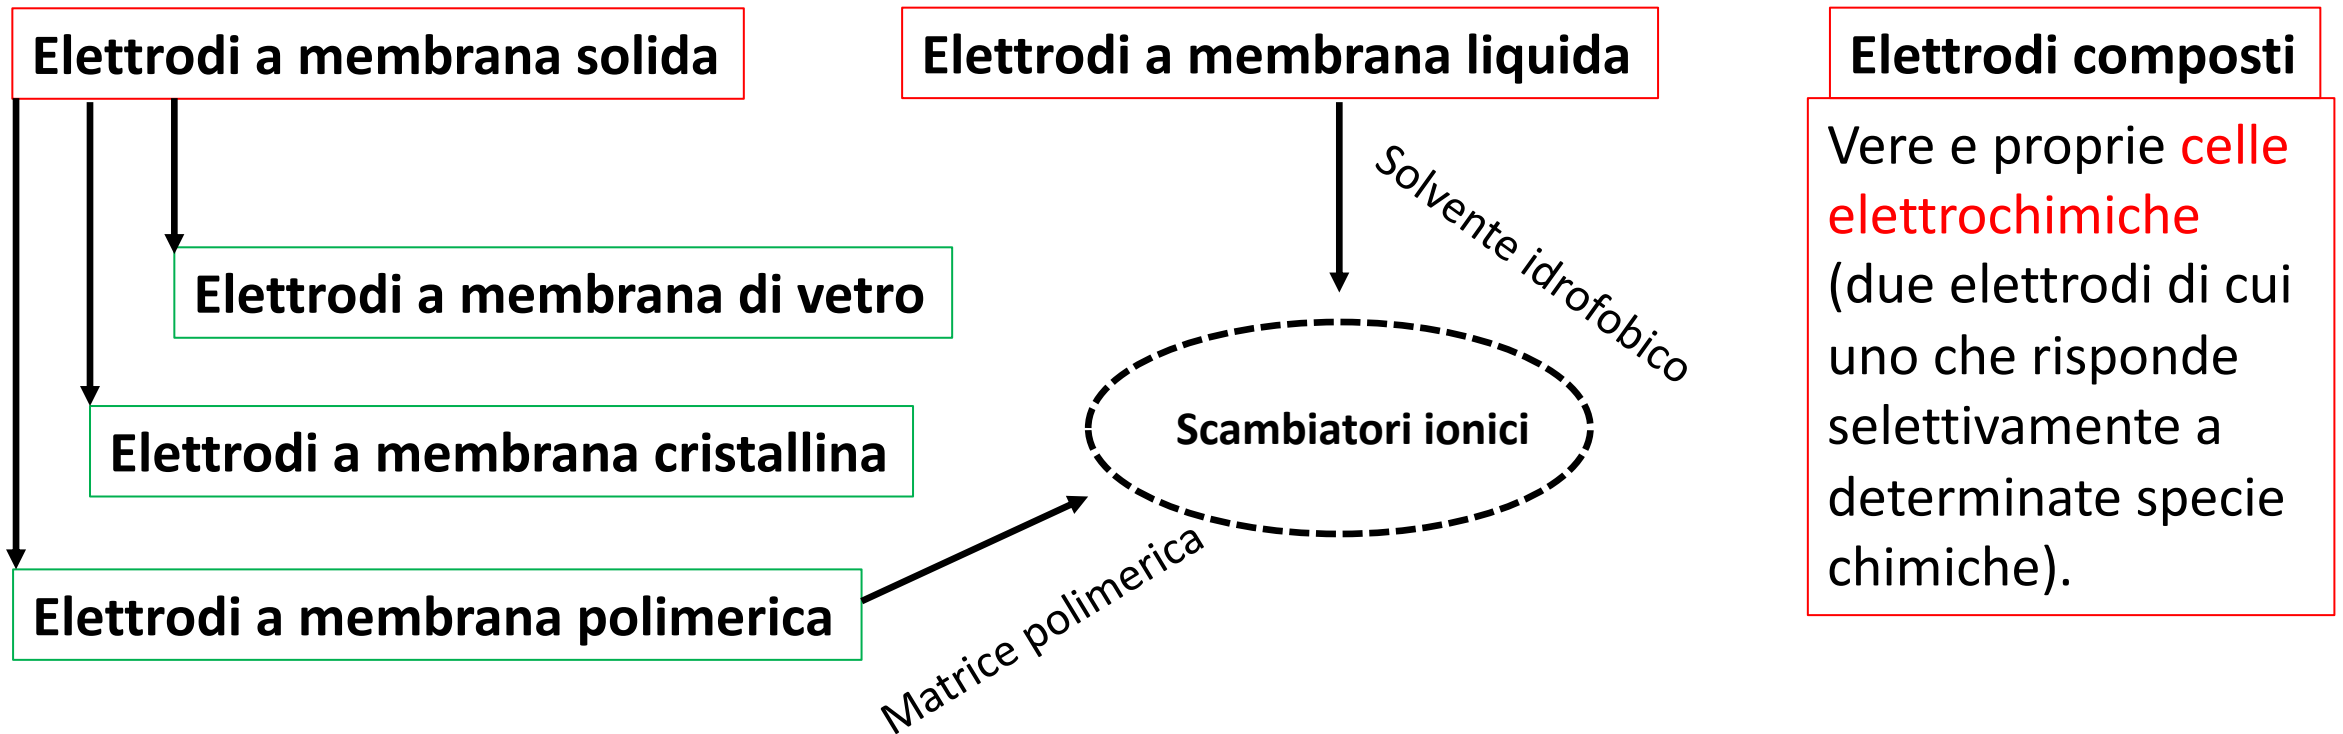 Elettrodi a membrana solida
Elettrodi a membrana di vetro
Elettrodi a membrana cristallina
Elettrodi a membrana polimerica
Elettrodi a membrana liquida
Solvente idrofobico
Scambiatori ionici
Matrice polimerica
Elettrodi composti
Vere e proprie celle
elettrochimiche
(due elettrodi di cui
uno che risponde
selettivamente a
determinate specie
chimiche).